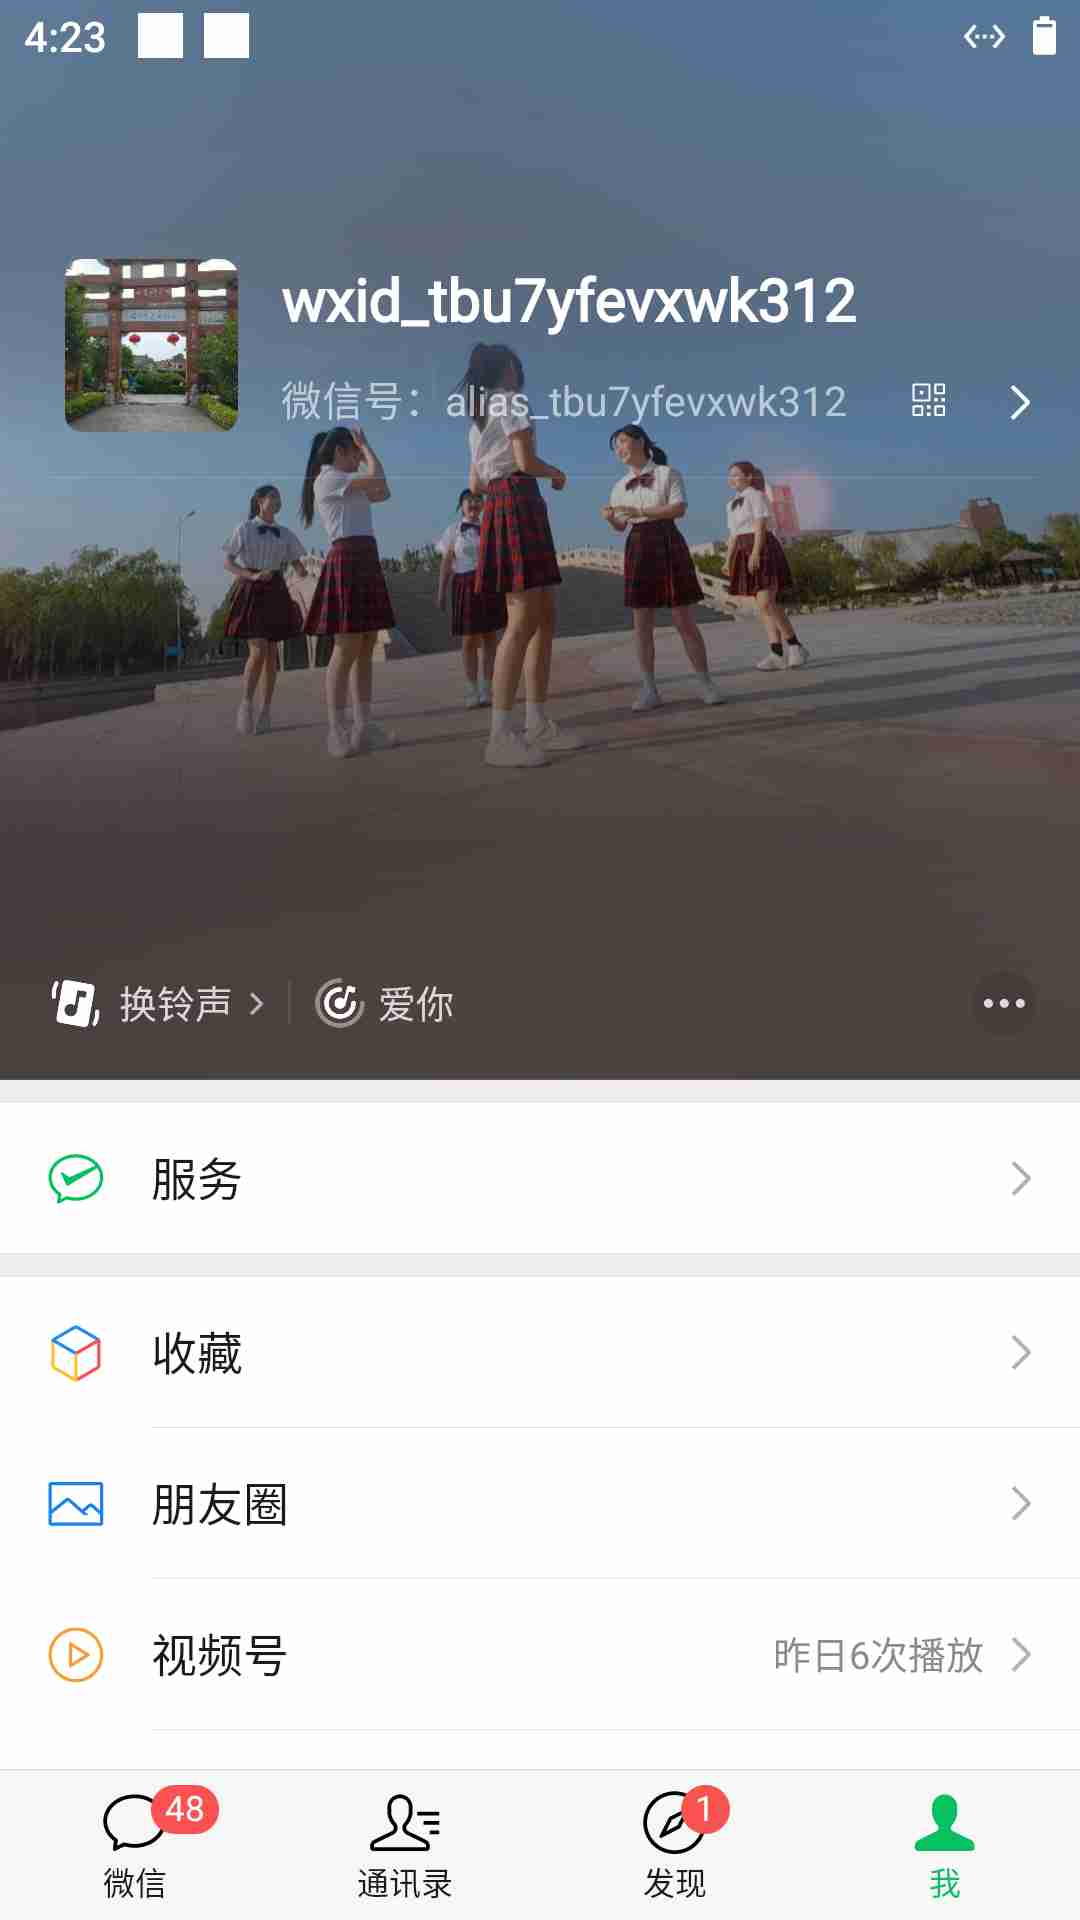 4:23
wxid_tbu7yfevxwk312
微信号：alias_tbu7yfevxwk312
换铃声
爱你
服务
收藏
朋友圈
视频号 昨日6次播放
48
1
微信 通讯录 发现 我